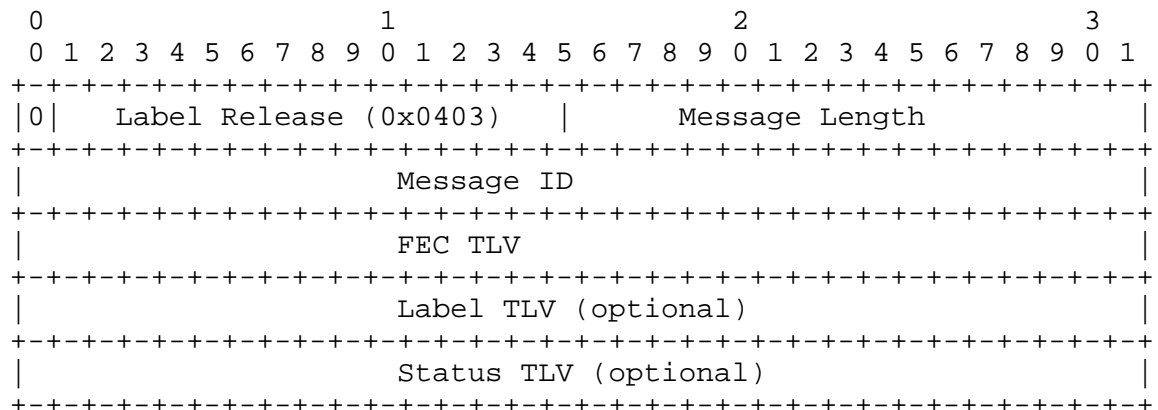 0                   1                   2                   3
 0 1 2 3 4 5 6 7 8 9 0 1 2 3 4 5 6 7 8 9 0 1 2 3 4 5 6 7 8 9 0 1
+-+-+-+-+-+-+-+-+-+-+-+-+-+-+-+-+-+-+-+-+-+-+-+-+-+-+-+-+-+-+-+-+
|0|   Label Release (0x0403)   |      Message Length            |
+-+-+-+-+-+-+-+-+-+-+-+-+-+-+-+-+-+-+-+-+-+-+-+-+-+-+-+-+-+-+-+-+
|                     Message ID                                |
+-+-+-+-+-+-+-+-+-+-+-+-+-+-+-+-+-+-+-+-+-+-+-+-+-+-+-+-+-+-+-+-+
|                     FEC TLV                                   |
+-+-+-+-+-+-+-+-+-+-+-+-+-+-+-+-+-+-+-+-+-+-+-+-+-+-+-+-+-+-+-+-+
|                     Label TLV (optional)                      |
+-+-+-+-+-+-+-+-+-+-+-+-+-+-+-+-+-+-+-+-+-+-+-+-+-+-+-+-+-+-+-+-+
|                     Status TLV (optional)                     |
+-+-+-+-+-+-+-+-+-+-+-+-+-+-+-+-+-+-+-+-+-+-+-+-+-+-+-+-+-+-+-+-+